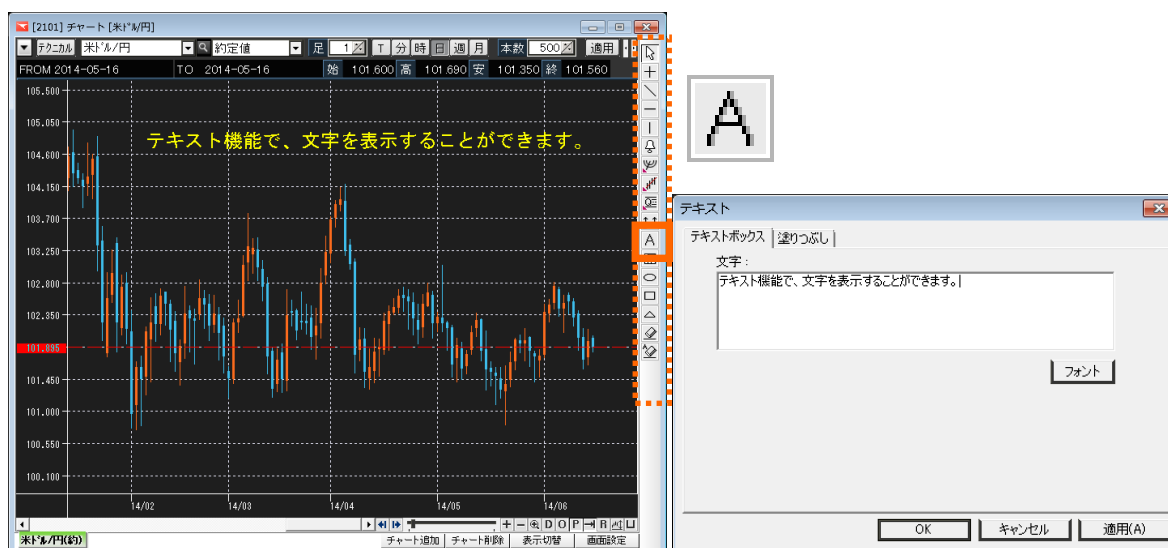 [2101] チャート [米ドル/円]
テクニカル 米ドル/円 約定値 足 1 T 分 時 日 週 月 本数 500 適用
FROM 2014-05-16 TO 2014-05-16 始 101.600 高 101.690 安 101.350 終 101.560
105.500
105.050
テキスト機能で、文字を表示することができます。
104.600
104.150
103.700
103.250
102.800
102.350
101.895
101.450
101.000
100.550
100.100
14/02 14/03 14/04 14/05 14/06
D O P R
米ドル/円(約) チャート追加 チャート削除 表示切替 画面設定
A
A
テキスト
テキストボックス 塗りつぶし
文字:
テキスト機能で、文字を表示することができます。
フォント
OK キャンセル 適用(A)